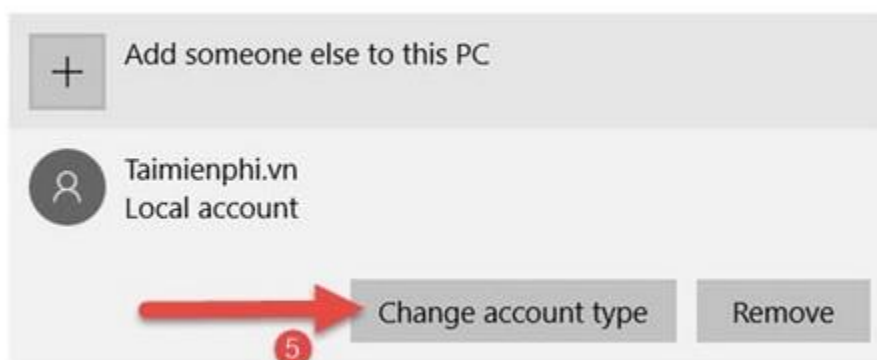 Add someone else to this PC
Taimienphi.vn
Local account
Change account type Remove
5